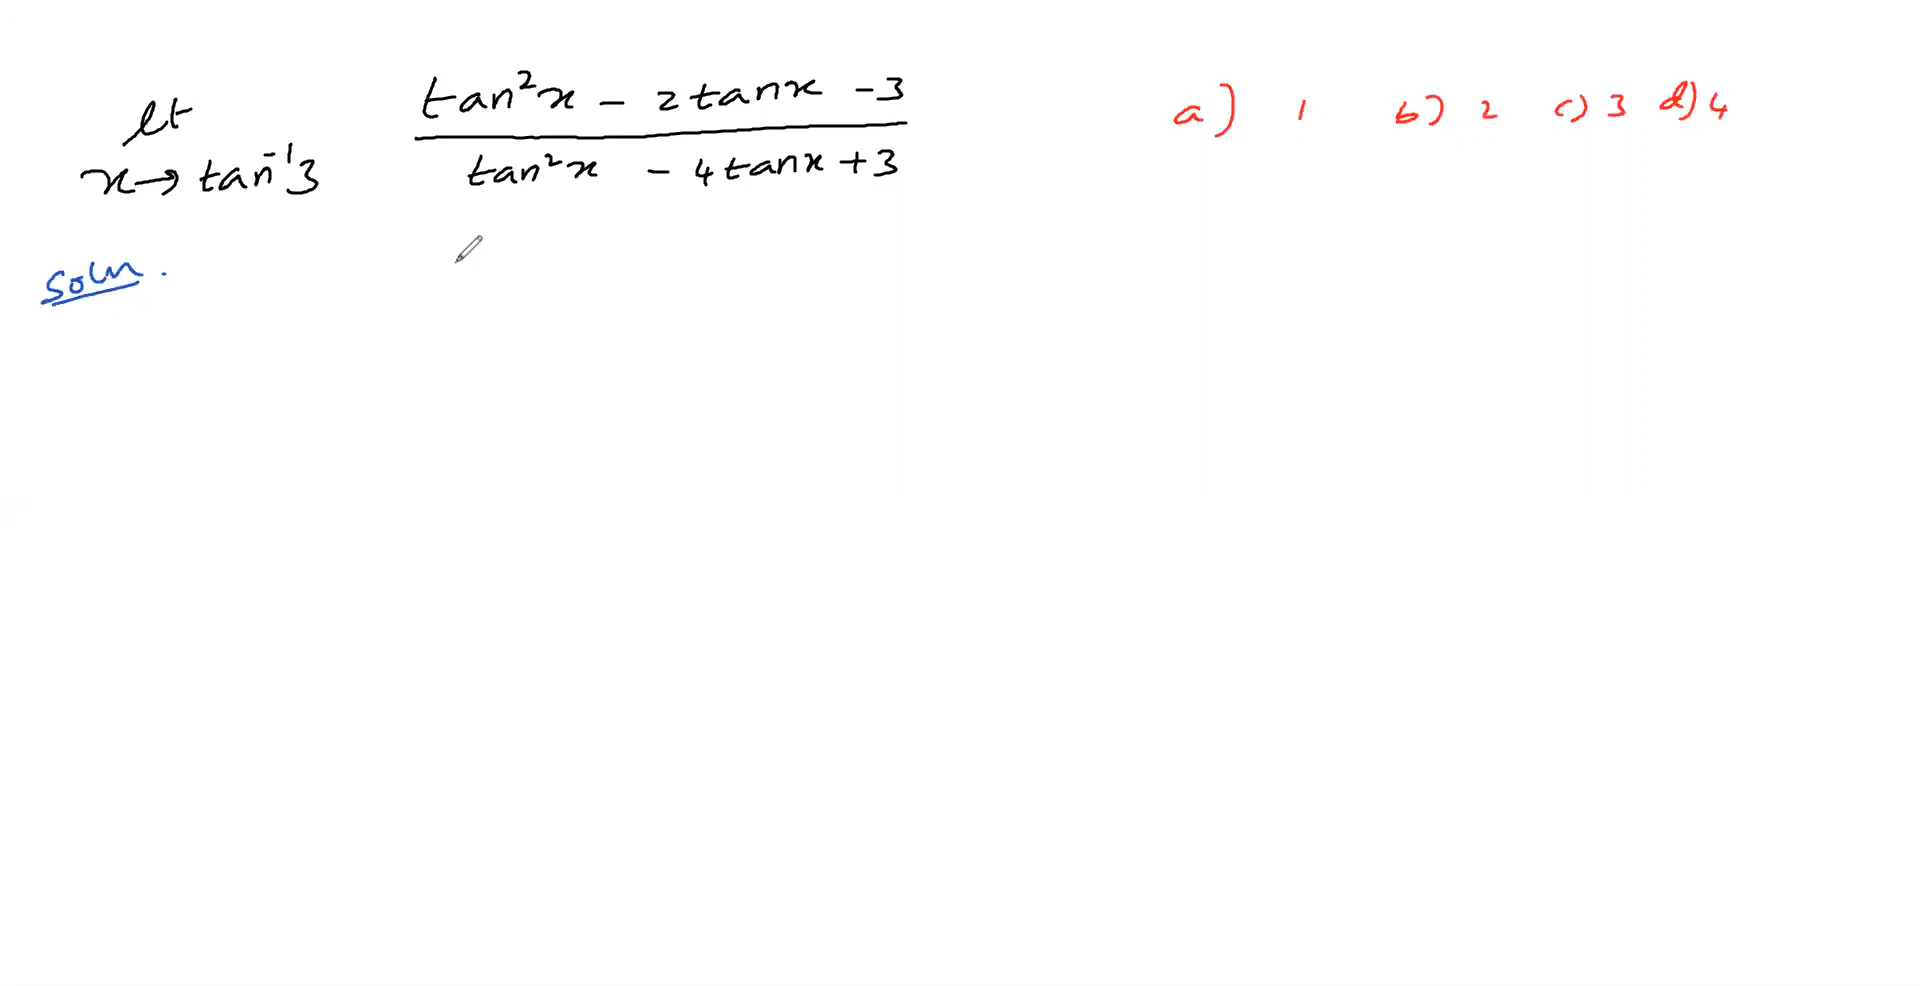 lt x→tan⁻¹3 (tan²x - 2tanx - 3)/(tan²x - 4tanx + 3) a) 1 b) 2 c) 3 d) 4
Soln.